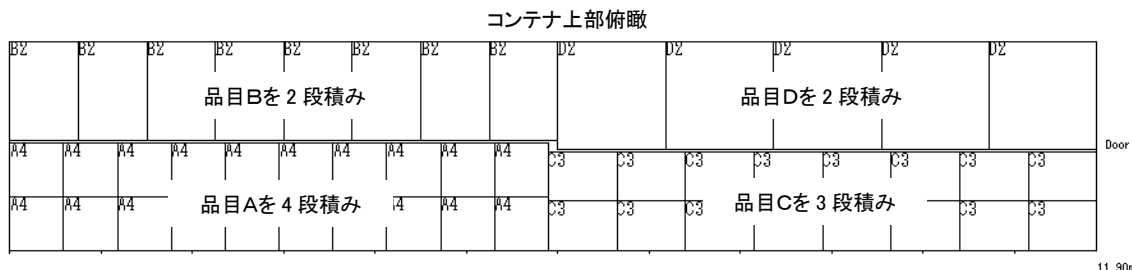 コンテナ上部俯瞰
B2 B2 B2 B2 B2 B2 B2 B2 D2 D2 D2 D2 D2
品目Bを2段積み 品目Dを2段積み
Door
A4 A4 A4 A4 A4 A4 A4 A4 A4 A4 C3 C3 C3 C3 C3 C3 C3 C3
A4 A4 A4 品目Aを4段積み A4 A4 A4 C3 C3 C3 品目Cを3段積み C3 C3
11.90